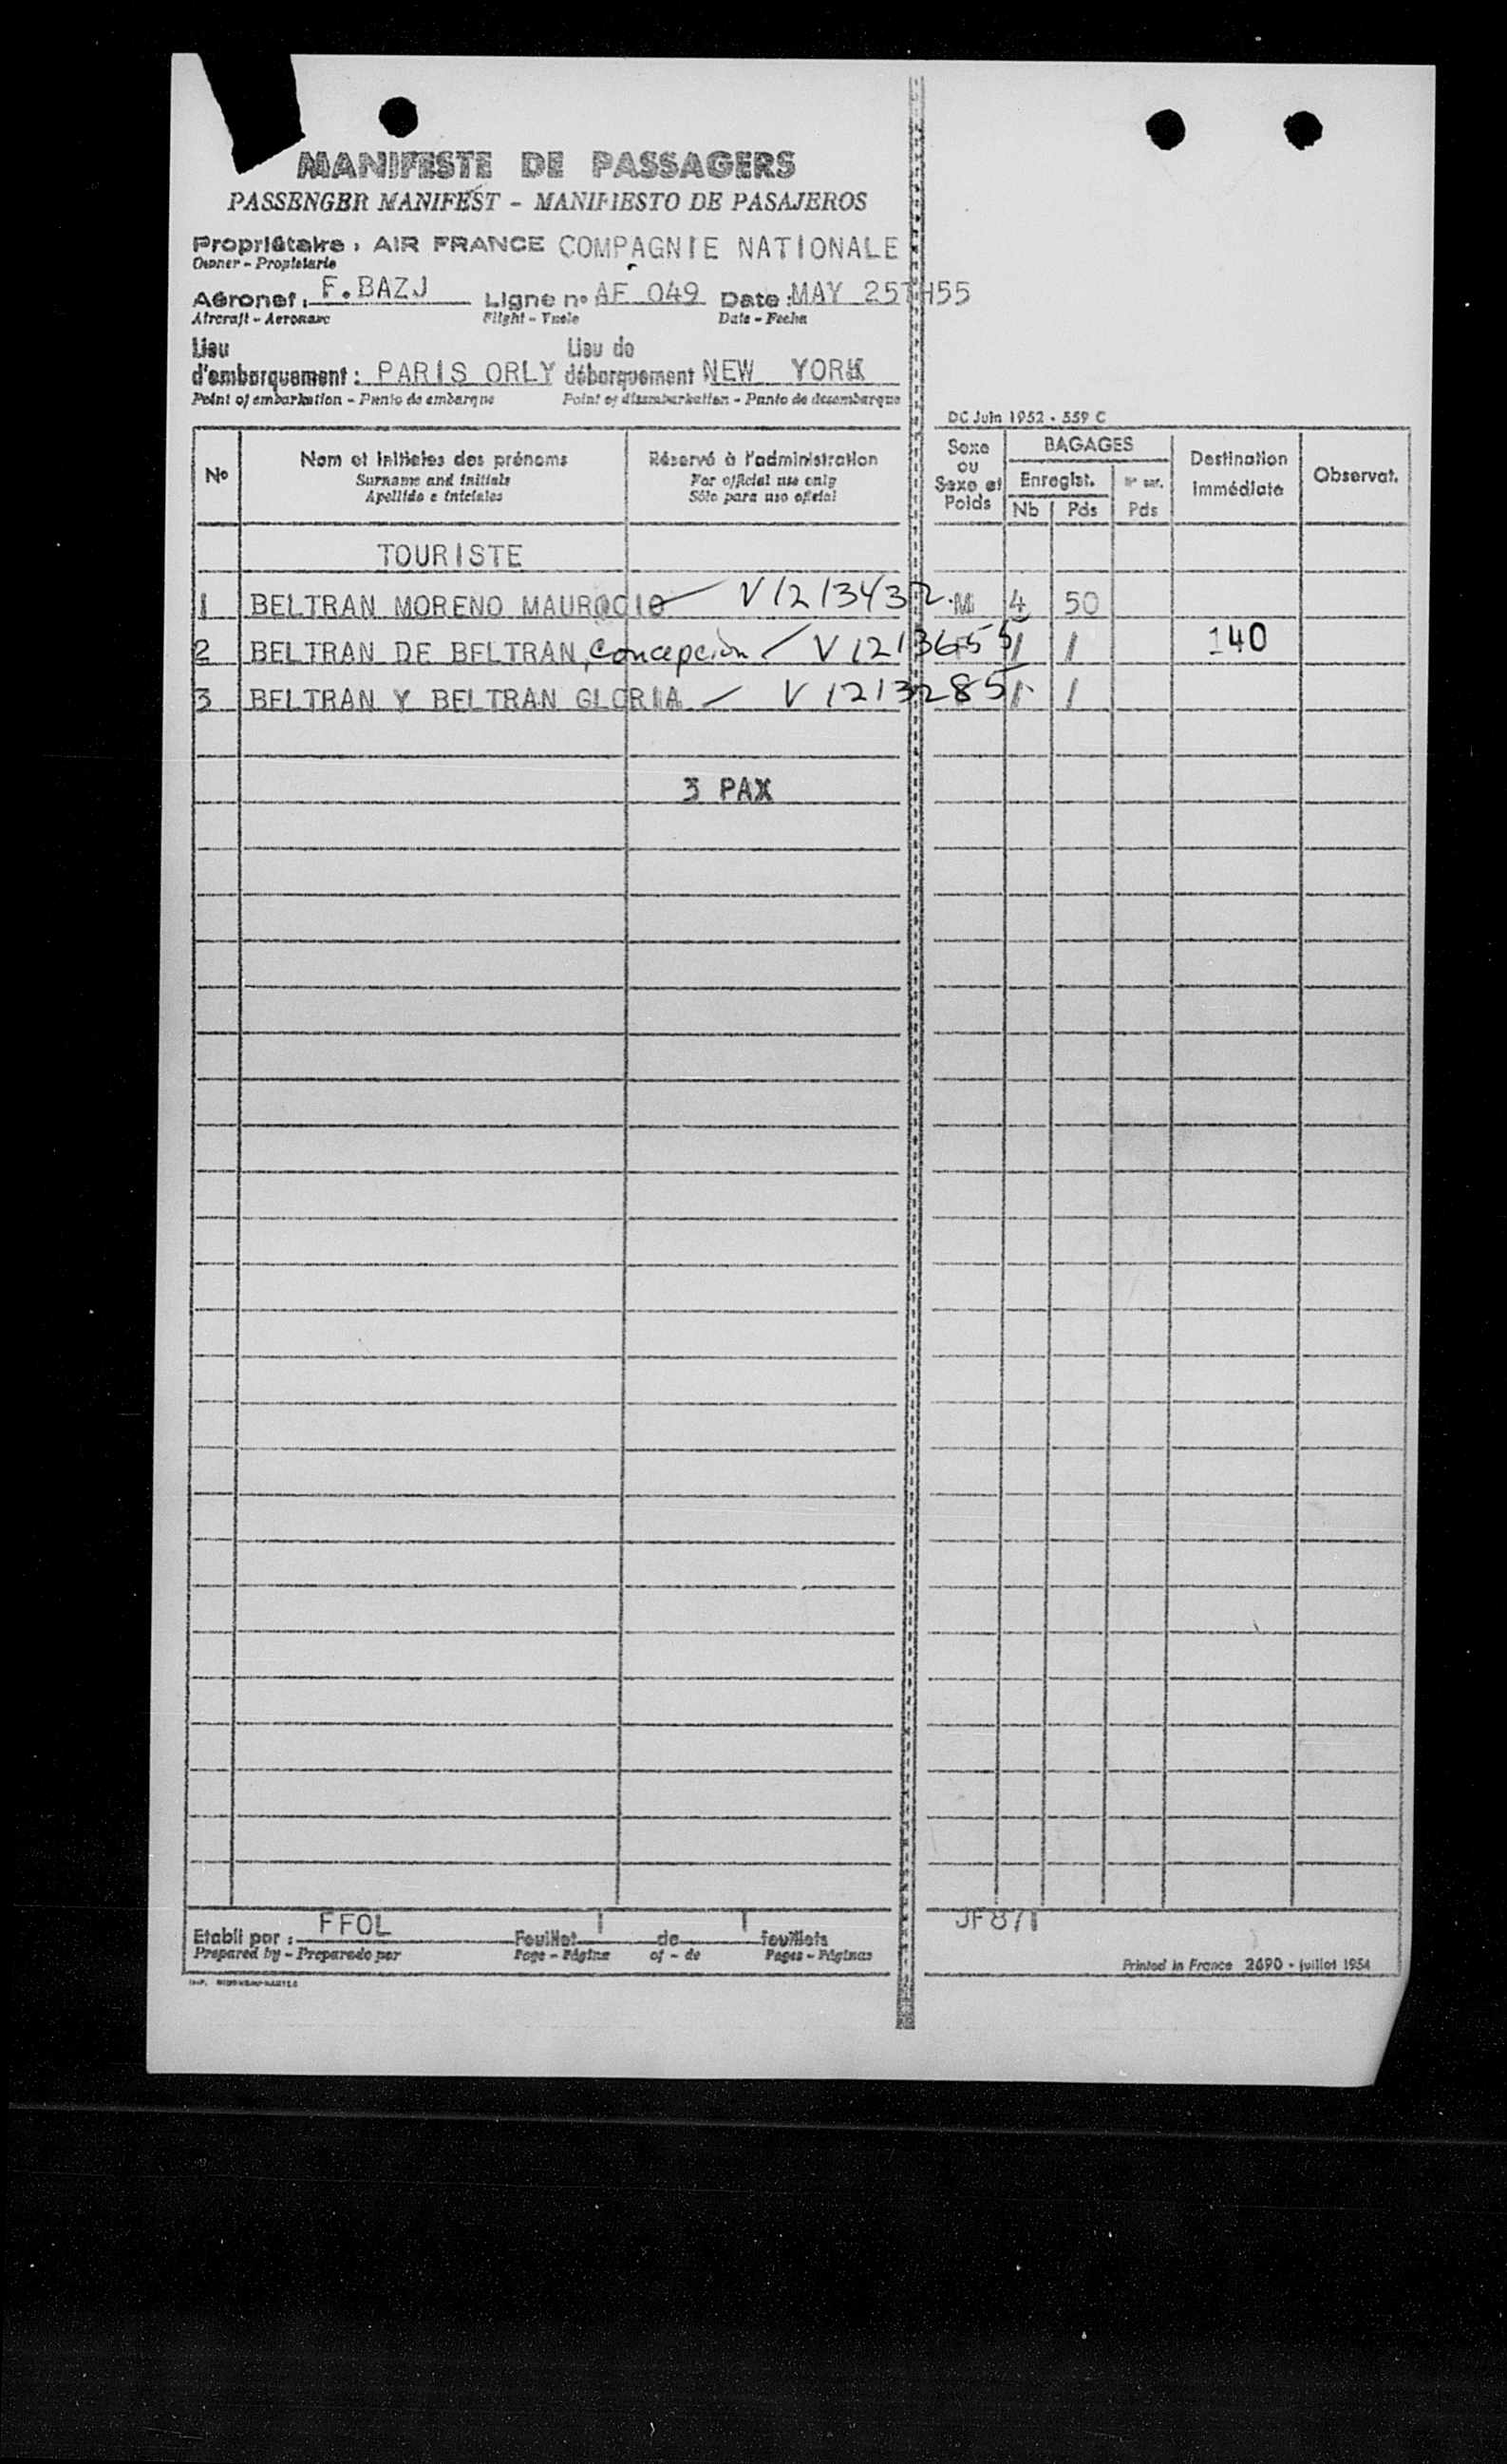 MANIFESTE DE PASSAGERS
PASSENGER MANIFEST - MANIFIESTO DE PASAJEROS
Propriétaire : AIR FRANCE COMPAGNIE NATIONALE
Owner - Propietario
Aéronef : F.BAZJ Ligne no AF 049 Date : MAY 25TH55
Aircraft - Aeronave Flight - Vuelo Date - Fecha
Lieu Lieu de
d'embarquement : PARIS ORLY débarquement NEW YORK
Point of embarkation - Punto de embarque Point of disembarkation - Punto de desembarque
DC Juin 1952 - 559 C
No Nom et initiales des prénoms Réservé à l'administration Sexe ou Sexe et Poids BAGAGES Destination immédiate Observat.
Surname and initials For official use only Enregist.
Apellido e iniciales Sólo para uso oficial Nb Pds Pds
TOURISTE
1 BELTRAN MORENO MAUROCIO V1213432 M 4 50
2 BELTRAN DE BELTRAN, Concepcion V1213655 / / 140
3 BELTRAN Y BELTRAN GLORIA V1213285 / /
3 PAX
Etabli par : FFOL Feuillet 1 de 1 feuillets JF871
Prepared by - Preparado por Page - Página of - de Pages - Páginas
Printed in France 2690 - juillet 1954